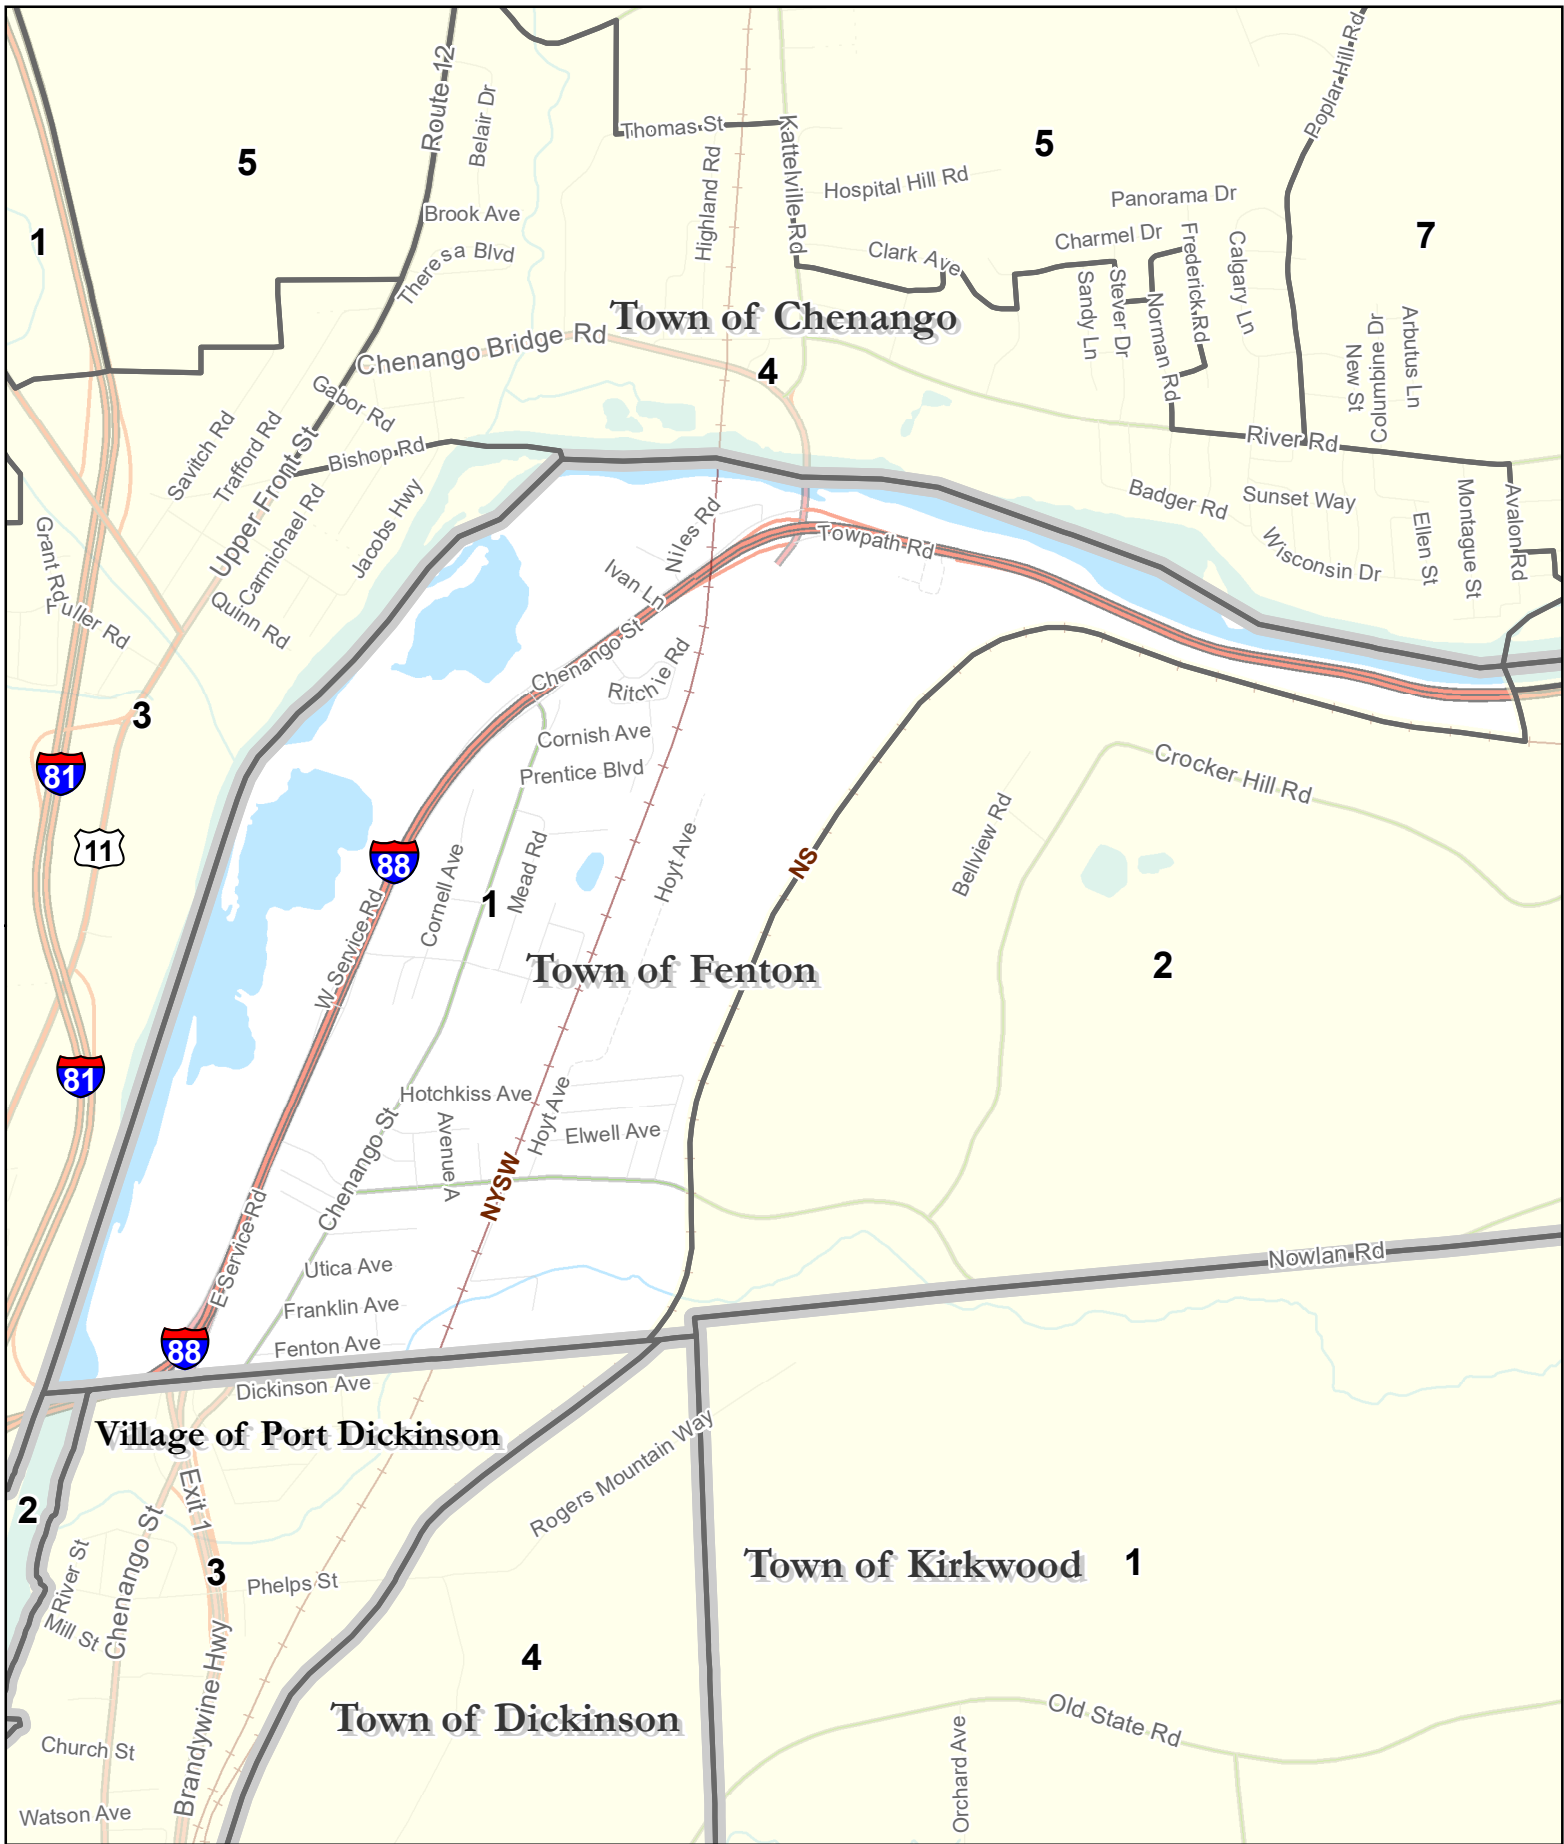 Route 12
Belair Dr
5
Thomas St
Kattelville Rd
Highland Rd
Hospital Hill Rd
5
Poplar Hill Rd
Panorama Dr
1
Brook Ave
Theresa Blvd
Clark Ave
Charmel Dr
Frederick Rd
Calgary Ln
7
Sandy Ln
Stever Dr
Norman Rd
Town of Chenango
Chenango Bridge Rd
4
Arbutus Ln
Columbine Dr
New St
Gabor Rd
Savitch Rd
Trafford Rd
Upper Front St
Bishop Rd
River Rd
Carmichael Rd
Jacobs Hwy
Badger Rd
Sunset Way
Wisconsin Dr
Ellen St
Montague St
Avalon Rd
Grant Rd
Fuller Rd
Quinn Rd
Niles Rd
Towpath Rd
Ivan Ln
Chenango St
Ritchie Rd
3
Cornish Ave
Prentice Blvd
Crocker Hill Rd
81
11
88
Bellview Rd
NS
Hoyt Ave
Mead Rd
Cornell Ave
1
W Service Rd
Town of Fenton
2
81
Hotchkiss Ave
Hoyt Ave
Elwell Ave
Avenue A
Chenango St
NYSW
E Service Rd
Utica Ave
Nowlan Rd
Franklin Ave
Fenton Ave
88
Dickinson Ave
Village of Port Dickinson
Rogers Mountain Way
2
Exit 1
River St
Chenango St
3
Phelps St
Mill St
Town of Kirkwood
1
4
Brandywine Hwy
Town of Dickinson
Old State Rd
Orchard Ave
Church St
Watson Ave